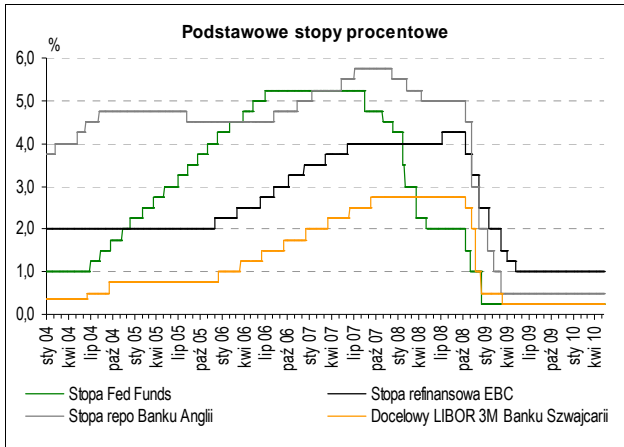 Podstawowe stopy procentowe
%
6,0
5,0
4,0
3,0
2,0
1,0
0,0
sty 04
kwi 04
lip 04
paź 04
sty 05
kwi 05
lip 05
paź 05
sty 06
kwi 06
lip 06
paź 06
sty 07
kwi 07
lip 07
paź 07
sty 08
kwi 08
lip 08
paź 08
sty 09
kwi 09
lip 09
paź 09
sty 10
kwi 10
Stopa Fed Funds
Stopa refinansowa EBC
Stopa repo Banku Anglii
Docelowy LIBOR 3M Banku Szwajcarii